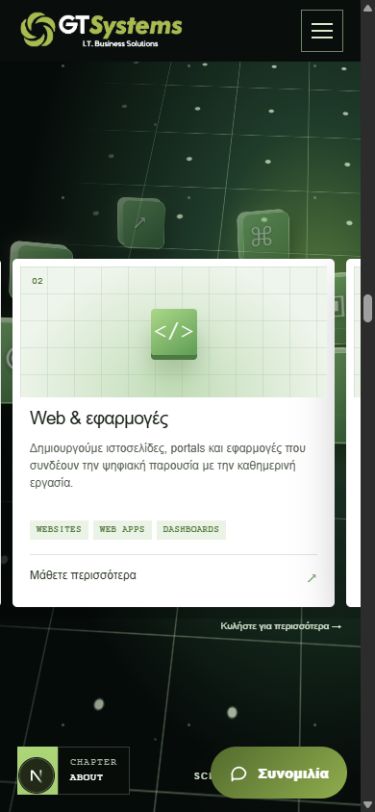 GTSystems
I.T. Business Solutions
02
</>
Web & εφαρμογές
Δημιουργούμε ιστοσελίδες, portals και εφαρμογές που
συνδέουν την ψηφιακή παρουσία με την καθημερινή
εργασία.
WEBSITES WEB APPS DASHBOARDS
Μάθετε περισσότερα ↗
Κυλήστε για περισσότερα →
N
CHAPTER
ABOUT
Συνομιλία